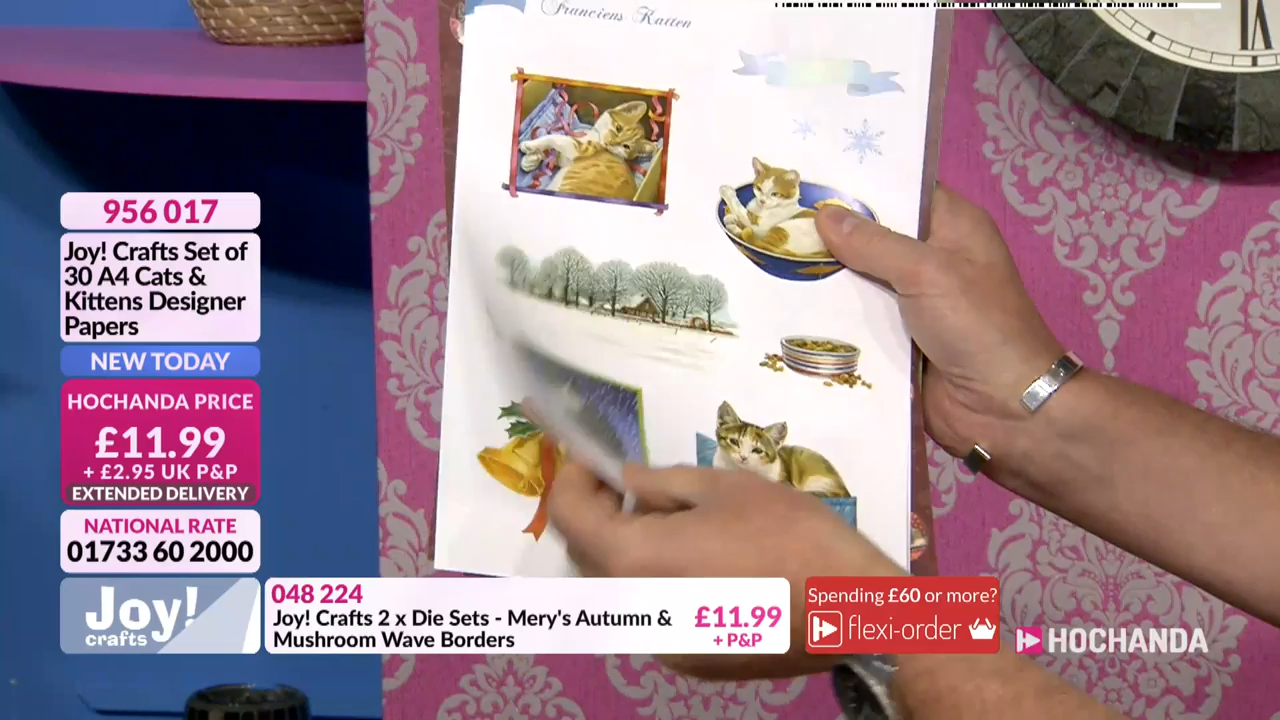 Franciens Katten
956 017
Joy! Crafts Set of
30 A4 Cats &
Kittens Designer
Papers
NEW TODAY
HOCHANDA PRICE
£11.99
+ £2.95 UK P&P
EXTENDED DELIVERY
NATIONAL RATE
01733 60 2000
Joy!
crafts
048 224
Joy! Crafts 2 x Die Sets - Mery's Autumn &
Mushroom Wave Borders
£11.99
+ P&P
Spending £60 or more?
flexi-order
HOCHANDA